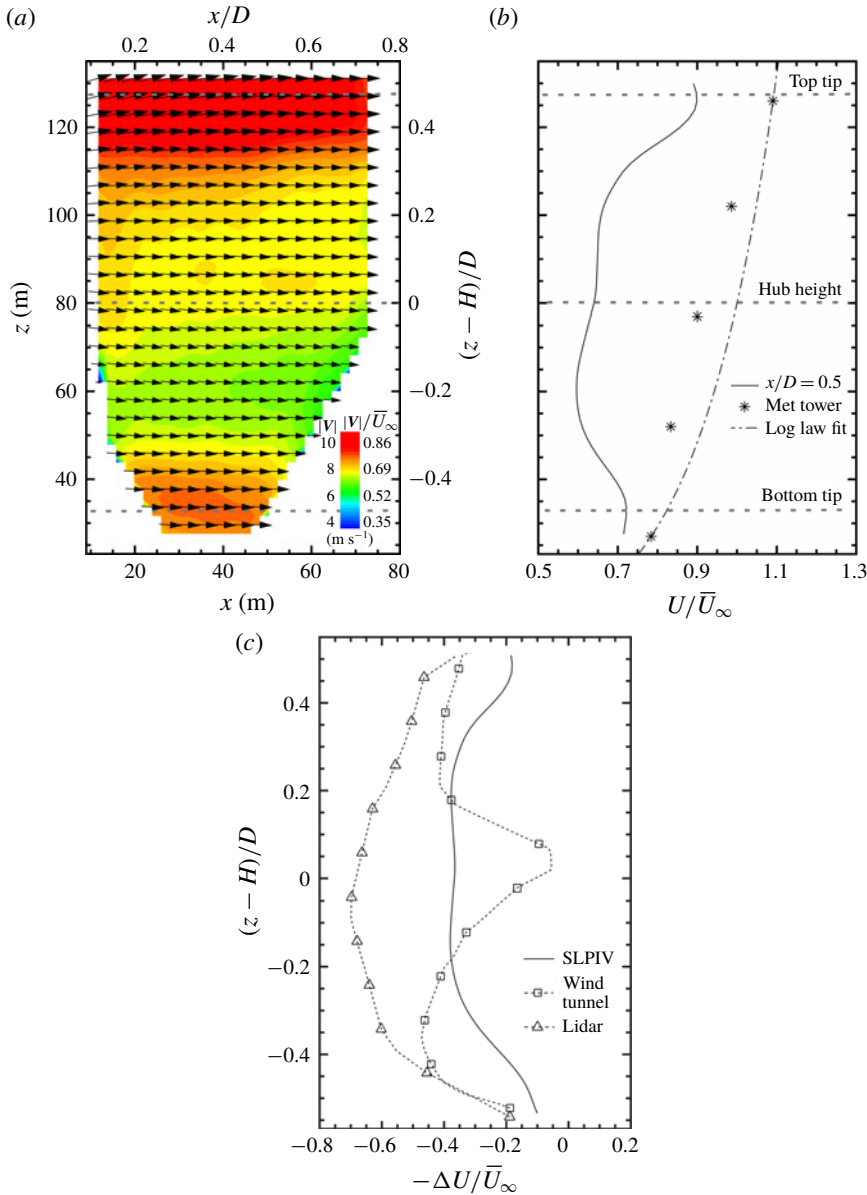 (a)
x/D
0.2 0.4 0.6 0.8
120
100
80
60
40
z (m)
0.4
0.2
0
−0.2
−0.4
(z − H)/D
|V| |V|/U̅∞
10 0.86
8 0.69
6 0.52
4 0.35
(m s⁻¹)
20 40 60 80
x (m)
(b)
Top tip
Hub height
x/D = 0.5
Met tower
Log law fit
Bottom tip
0.5 0.7 0.9 1.1 1.3
U/U̅∞
(c)
0.4
0.2
0
−0.2
−0.4
(z − H)/D
SLPIV
Wind
tunnel
Lidar
−0.8 −0.6 −0.4 −0.2 0
−ΔU/U̅∞